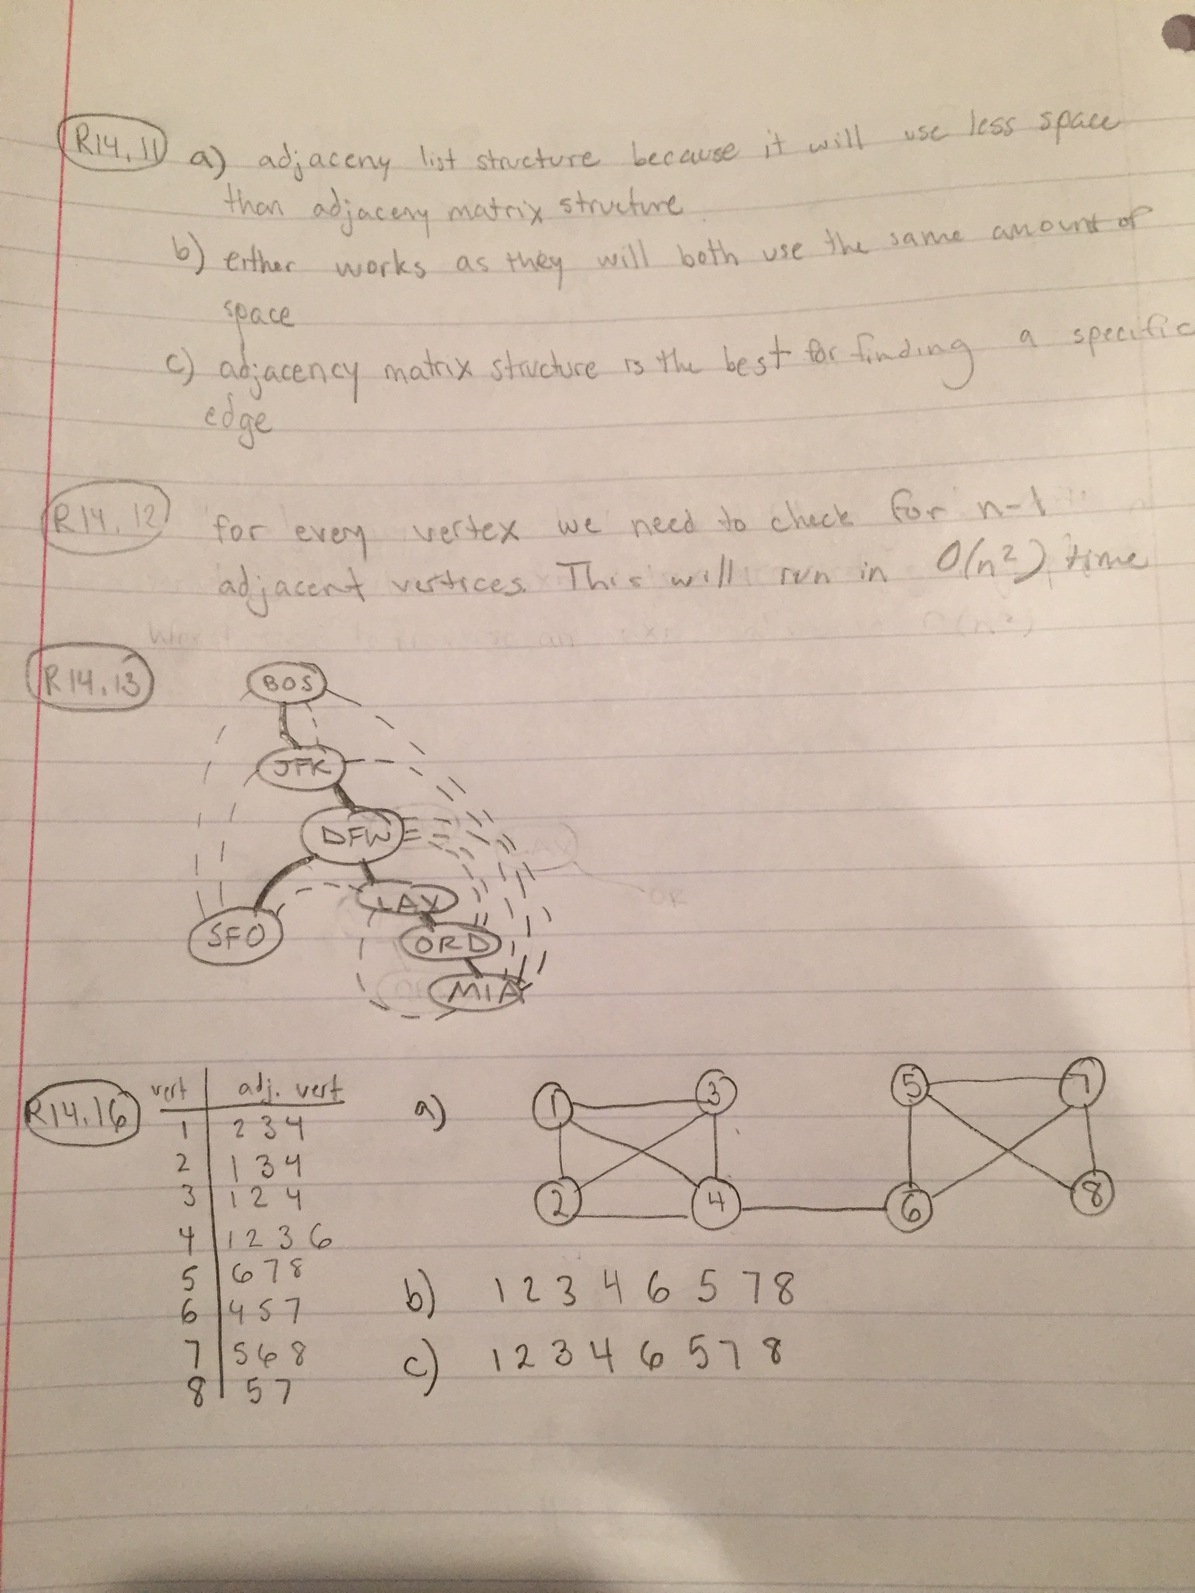 R14.11 a) adjaceny list structure because it will use less space
than adjaceny matrix structure.
b) either works as they will both use the same amount of
space
c) adjacency matrix structure is the best for finding a specific
edge
R14.12 for every vertex we need to check for n-1
adjacent vertices. This will run in O(n²) time
R14.13
BOS
JFK
DFW
LAX
SFO
ORD
MIA
R14.16
vert adj. vert
1 2 3 4
2 1 3 4
3 1 2 4
4 1 2 3 6
5 6 7 8
6 4 5 7
7 5 6 8
8 5 7
a)
1 3 5 7
2 4 6 8
b) 1 2 3 4 6 5 7 8
c) 1 2 3 4 6 5 7 8